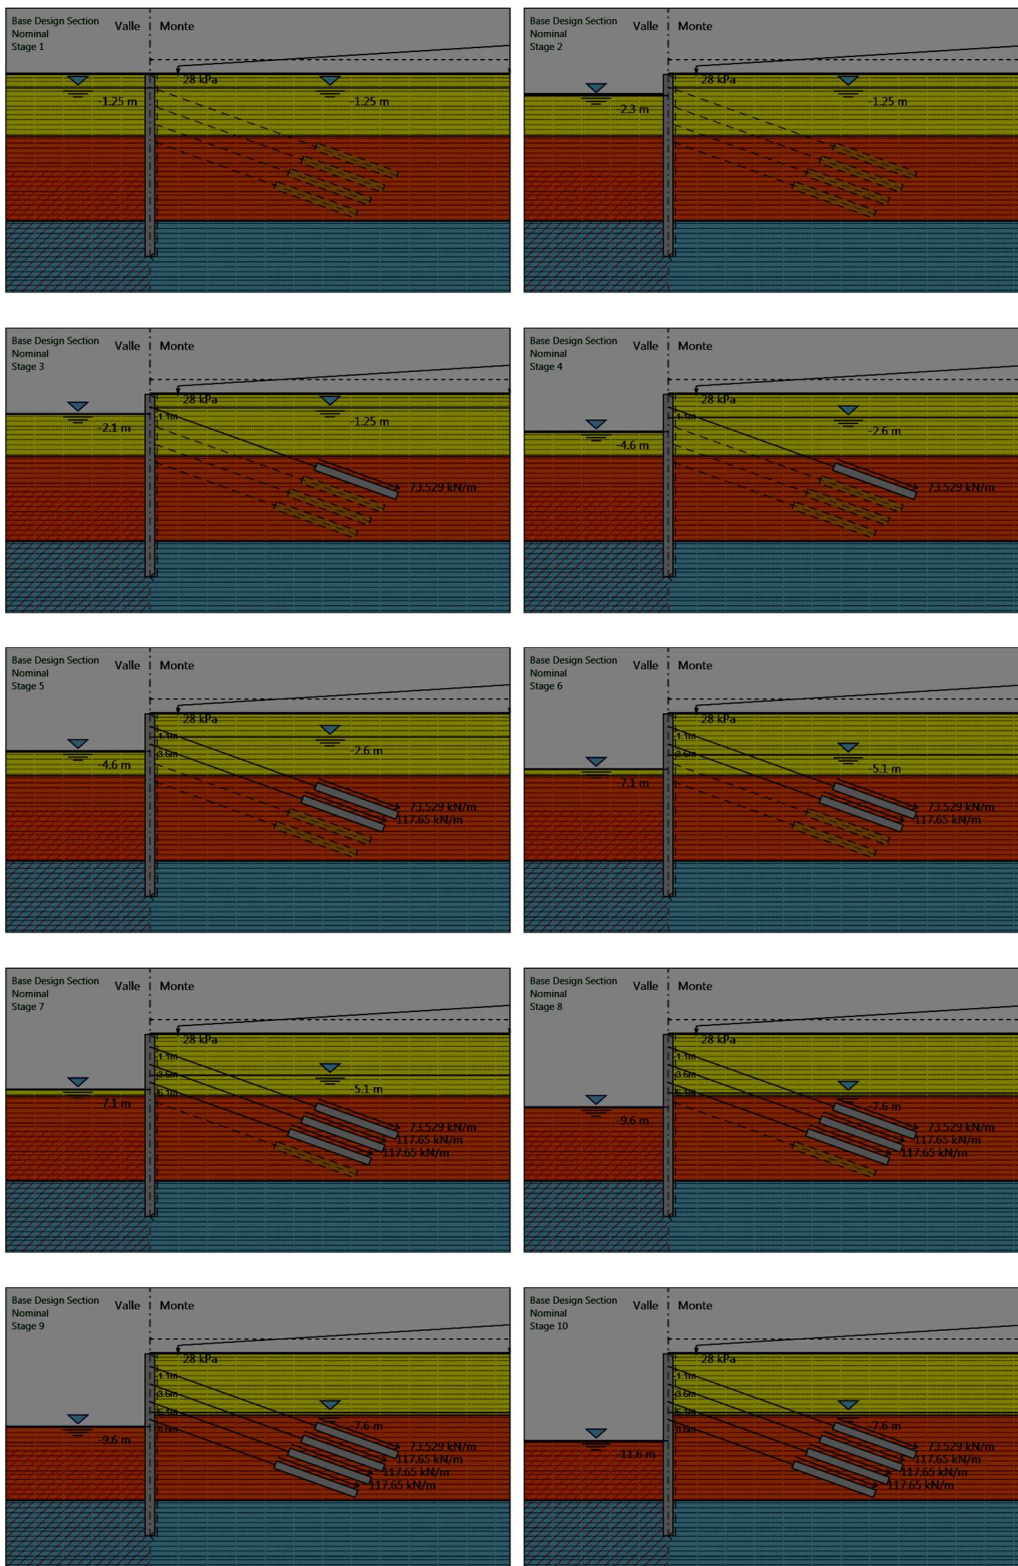 Base Design Section
Nominal
Stage 1
Valle
Monte
28 kPa
-1.25 m
-1.25 m
Base Design Section
Nominal
Stage 2
Valle
Monte
28 kPa
-2.3 m
-1.25 m
Base Design Section
Nominal
Stage 3
Valle
Monte
28 kPa
-1.1m
-2.1 m
-1.25 m
73.529 kN/m
Base Design Section
Nominal
Stage 4
Valle
Monte
28 kPa
-1.1m
-4.6 m
-2.6 m
73.529 kN/m
Base Design Section
Nominal
Stage 5
Valle
Monte
28 kPa
-1.1m
-3.6m
-4.6 m
-2.6 m
73.529 kN/m
117.65 kN/m
Base Design Section
Nominal
Stage 6
Valle
Monte
28 kPa
-1.1m
-3.6m
-7.1 m
-5.1 m
73.529 kN/m
117.65 kN/m
Base Design Section
Nominal
Stage 7
Valle
Monte
28 kPa
-1.1m
-3.6m
-7.1 m
-5.1 m
73.529 kN/m
117.65 kN/m
117.65 kN/m
Base Design Section
Nominal
Stage 8
Valle
Monte
28 kPa
-1.1m
-3.6m
-9.6 m
-7.6 m
73.529 kN/m
117.65 kN/m
117.65 kN/m
Base Design Section
Nominal
Stage 9
Valle
Monte
28 kPa
-1.1m
-3.6m
-9.6 m
-7.6 m
73.529 kN/m
117.65 kN/m
117.65 kN/m
117.65 kN/m
Base Design Section
Nominal
Stage 10
Valle
Monte
28 kPa
-1.1m
-3.6m
-11.6 m
-7.6 m
73.529 kN/m
117.65 kN/m
117.65 kN/m
117.65 kN/m